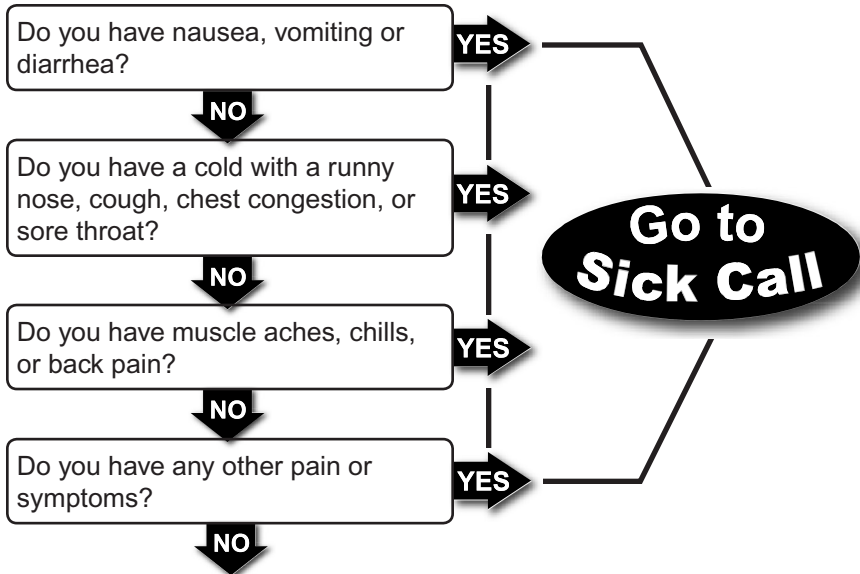 Do you have nausea, vomiting or
diarrhea?
YES
NO
Do you have a cold with a runny
nose, cough, chest congestion, or
sore throat?
YES
NO
Do you have muscle aches, chills,
or back pain?
YES
NO
Do you have any other pain or
symptoms?
YES
NO
Go to
Sick Call